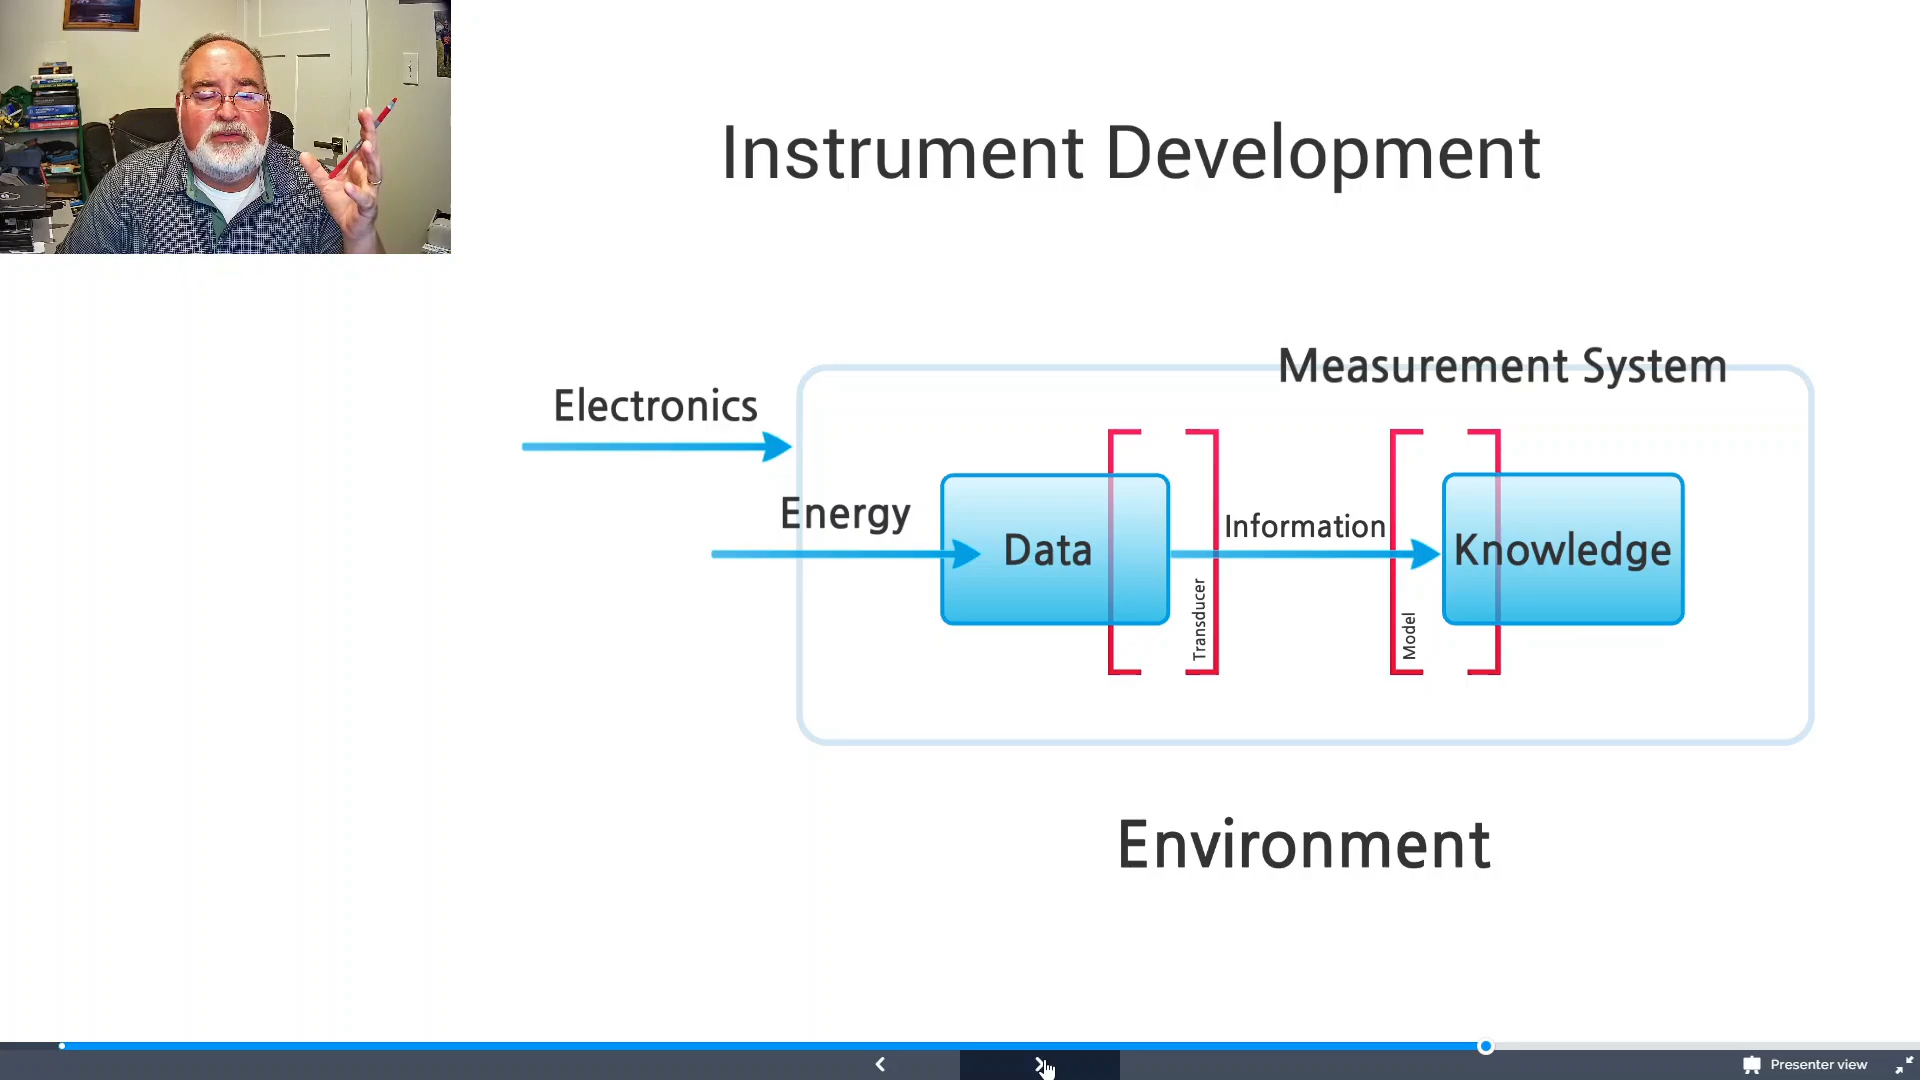 Instrument Development
Measurement System
Electronics
Energy
Data
Transducer
Information
Model
Knowledge
Environment
Presenter view